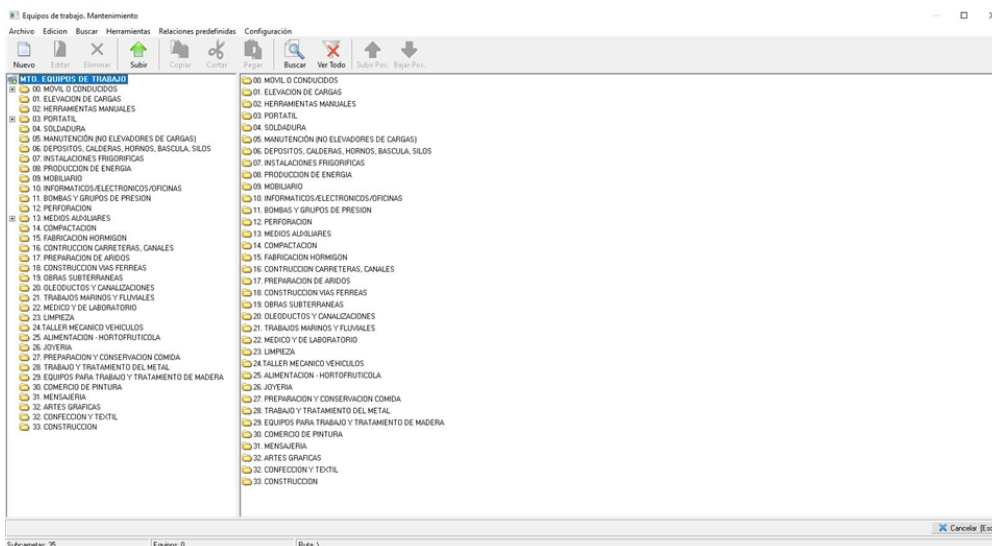 Equipos de trabajo. Mantenimiento
Archivo Edicion Buscar Herramientas Relaciones predefinidas Configuración
Nuevo Editar Eliminar Subir Copiar Cortar Pegar Buscar Ver Todo Subir Pos. Bajar Pos.
MTO. EQUIPOS DE TRABAJO
00. MOVIL O CONDUCIDOS
01. ELEVACION DE CARGAS
02. HERRAMIENTAS MANUALES
03. PORTATIL
04. SOLDADURA
05. MANUTENCIÓN (NO ELEVADORES DE CARGAS)
06. DEPOSITOS, CALDERAS, HORNOS, BASCULA, SILOS
07. INSTALACIONES FRIGORIFICAS
08. PRODUCCION DE ENERGIA
09. MOBILIARIO
10. INFORMATICOS/ELECTRONICOS/OFICINAS
11. BOMBAS Y GRUPOS DE PRESION
12. PERFORACION
13. MEDIOS AUXILIARES
14. COMPACTACION
15. FABRICACION HORMIGON
16. CONTRUCCION CARRETERAS, CANALES
17. PREPARACION DE ARIDOS
18. CONSTRUCCION VIAS FERREAS
19. OBRAS SUBTERRANEAS
20. OLEODUCTOS Y CANALIZACIONES
21. TRABAJOS MARINOS Y FLUVIALES
22. MEDICO Y DE LABORATORIO
23. LIMPIEZA
24.TALLER MECANICO VEHICULOS
25. ALIMENTACION - HORTOFRUTICOLA
26. JOYERIA
27. PREPARACION Y CONSERVACION COMIDA
28. TRABAJO Y TRATAMIENTO DEL METAL
29. EQUIPOS PARA TRABAJO Y TRATAMIENTO DE MADERA
30. COMERCIO DE PINTURA
31. MENSAJERIA
32. ARTES GRAFICAS
32. CONFECCION Y TEXTIL
33. CONSTRUCCION
00. MOVIL O CONDUCIDOS
01. ELEVACION DE CARGAS
02. HERRAMIENTAS MANUALES
03. PORTATIL
04. SOLDADURA
05. MANUTENCIÓN (NO ELEVADORES DE CARGAS)
06. DEPOSITOS, CALDERAS, HORNOS, BASCULA, SILOS
07. INSTALACIONES FRIGORIFICAS
08. PRODUCCION DE ENERGIA
09. MOBILIARIO
10. INFORMATICOS/ELECTRONICOS/OFICINAS
11. BOMBAS Y GRUPOS DE PRESION
12. PERFORACION
13. MEDIOS AUXILIARES
14. COMPACTACION
15. FABRICACION HORMIGON
16. CONTRUCCION CARRETERAS, CANALES
17. PREPARACION DE ARIDOS
18. CONSTRUCCION VIAS FERREAS
19. OBRAS SUBTERRANEAS
20. OLEODUCTOS Y CANALIZACIONES
21. TRABAJOS MARINOS Y FLUVIALES
22. MEDICO Y DE LABORATORIO
23. LIMPIEZA
24.TALLER MECANICO VEHICULOS
25. ALIMENTACION - HORTOFRUTICOLA
26. JOYERIA
27. PREPARACION Y CONSERVACION COMIDA
28. TRABAJO Y TRATAMIENTO DEL METAL
29. EQUIPOS PARA TRABAJO Y TRATAMIENTO DE MADERA
30. COMERCIO DE PINTURA
31. MENSAJERIA
32. ARTES GRAFICAS
32. CONFECCION Y TEXTIL
33. CONSTRUCCION
Cancelar [Esc
Subcarpetas: 35 Equipos: 0 Ruta: \